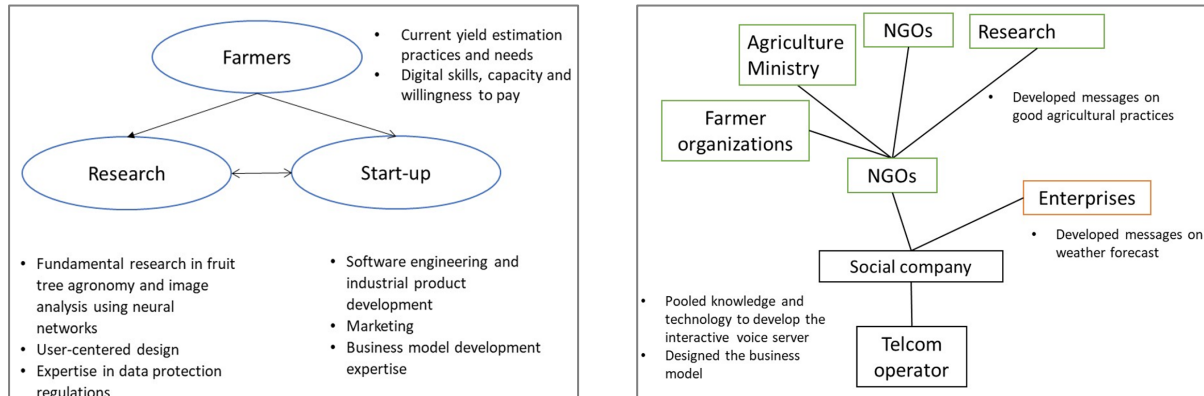 Farmers
• Current yield estimation
practices and needs
• Digital skills, capacity and
willingness to pay
Research
Start-up
• Fundamental research in fruit
tree agronomy and image
analysis using neural
networks
• User-centered design
• Expertise in data protection
regulations
• Software engineering and
industrial product
development
• Marketing
• Business model development
expertise
NGOs
Research
Agriculture
Ministry
• Developed messages on
good agricultural practices
Farmer
organizations
NGOs
Enterprises
• Developed messages on
weather forecast
Social company
• Pooled knowledge and
technology to develop the
interactive voice server
• Designed the business
model
Telcom
operator